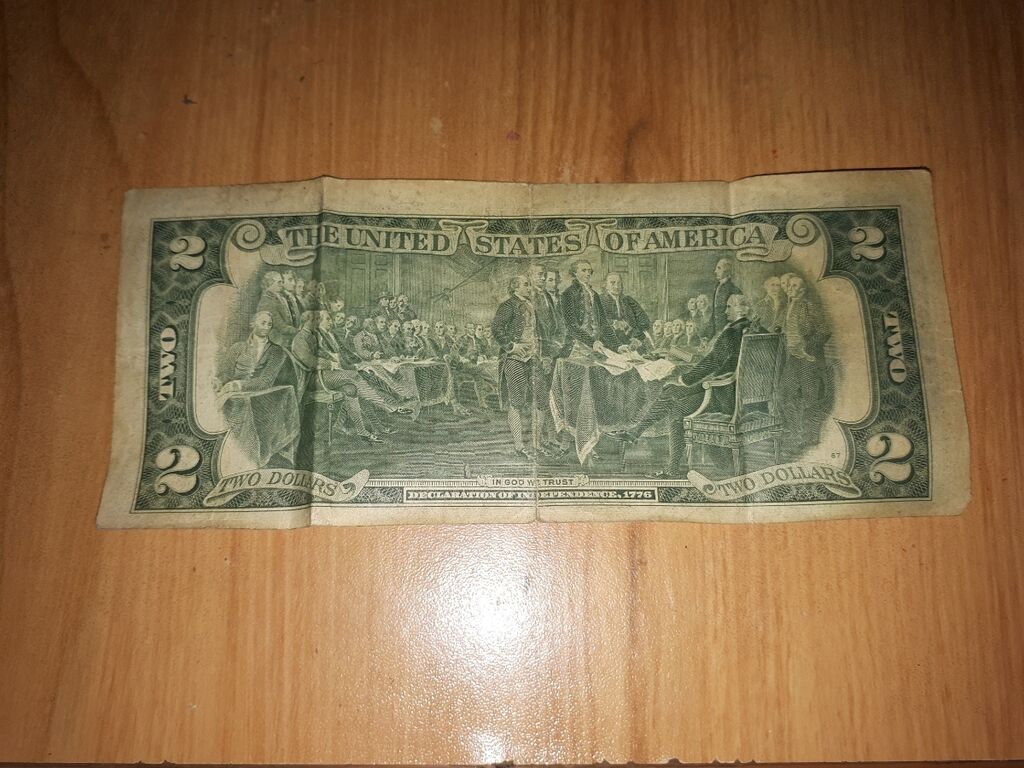 THE UNITED STATES OF AMERICA
2
2
TWO
TWO
2
2
67
TWO DOLLARS
TWO DOLLARS
IN GOD WE TRUST
DECLARATION OF INDEPENDENCE, 1776